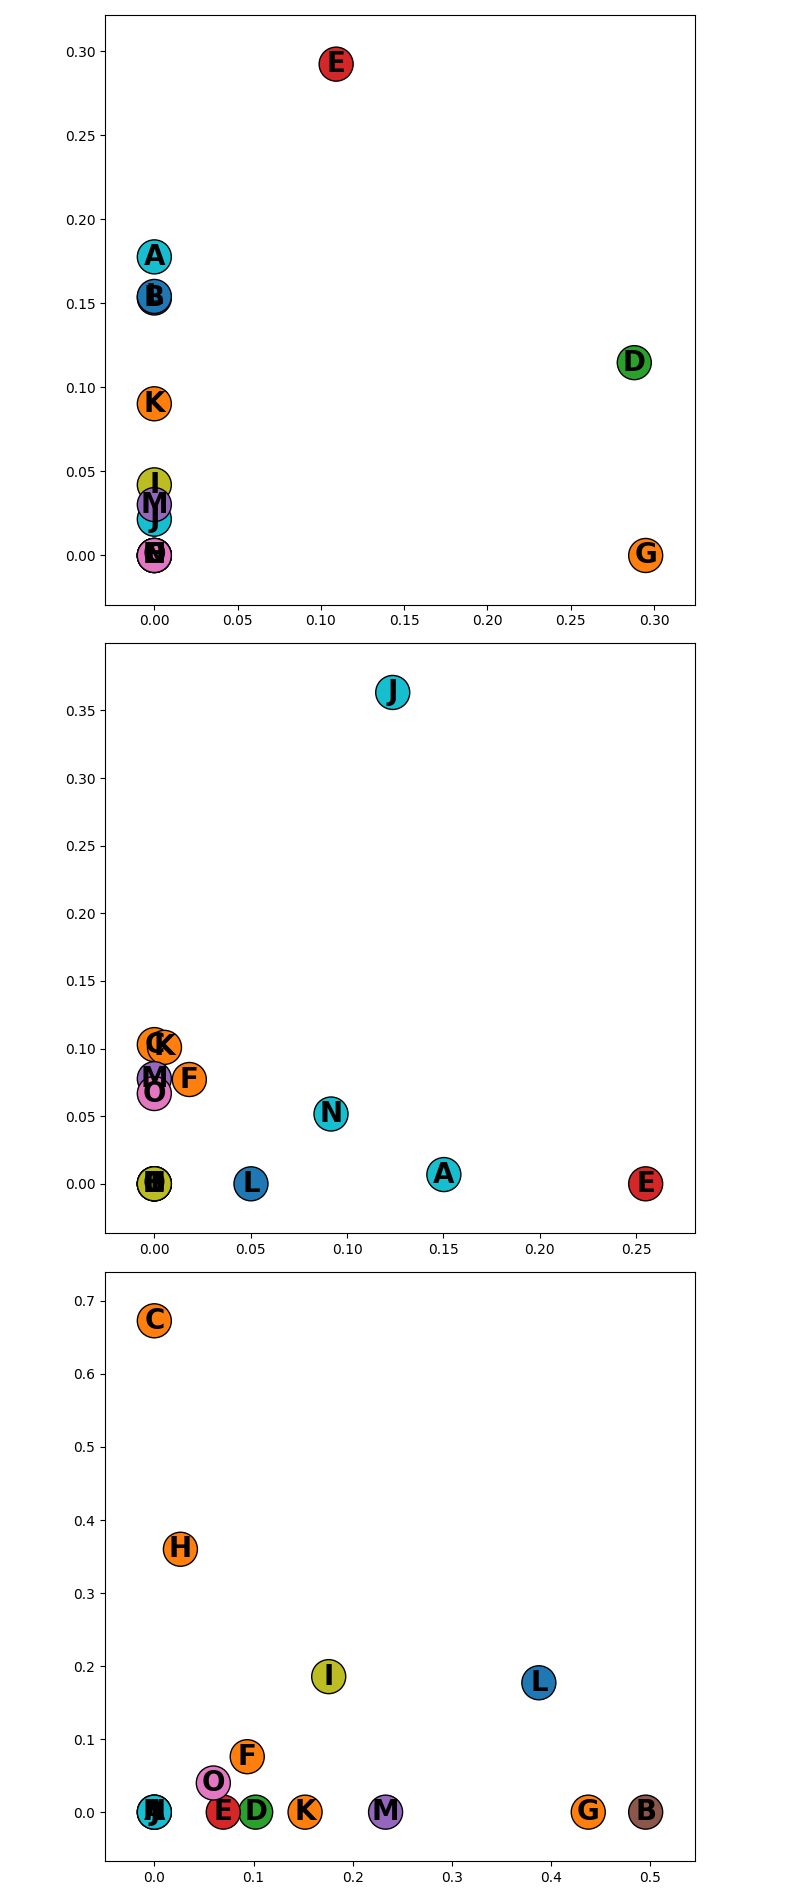 0.30
E
0.25
0.20
A
B
0.15
D
0.10
K
0.05
I
M
J
0.00
G
0.00 0.05 0.10 0.15 0.20 0.25 0.30
J
0.35
0.30
0.25
0.20
0.15
C K
0.10
M F
O
N
0.05
A
0.00
L E
0.00 0.05 0.10 0.15 0.20 0.25
0.7
C
0.6
0.5
0.4
H
0.3
0.2
I L
0.1
F
O
0.0
J E D K M G B
0.0 0.1 0.2 0.3 0.4 0.5